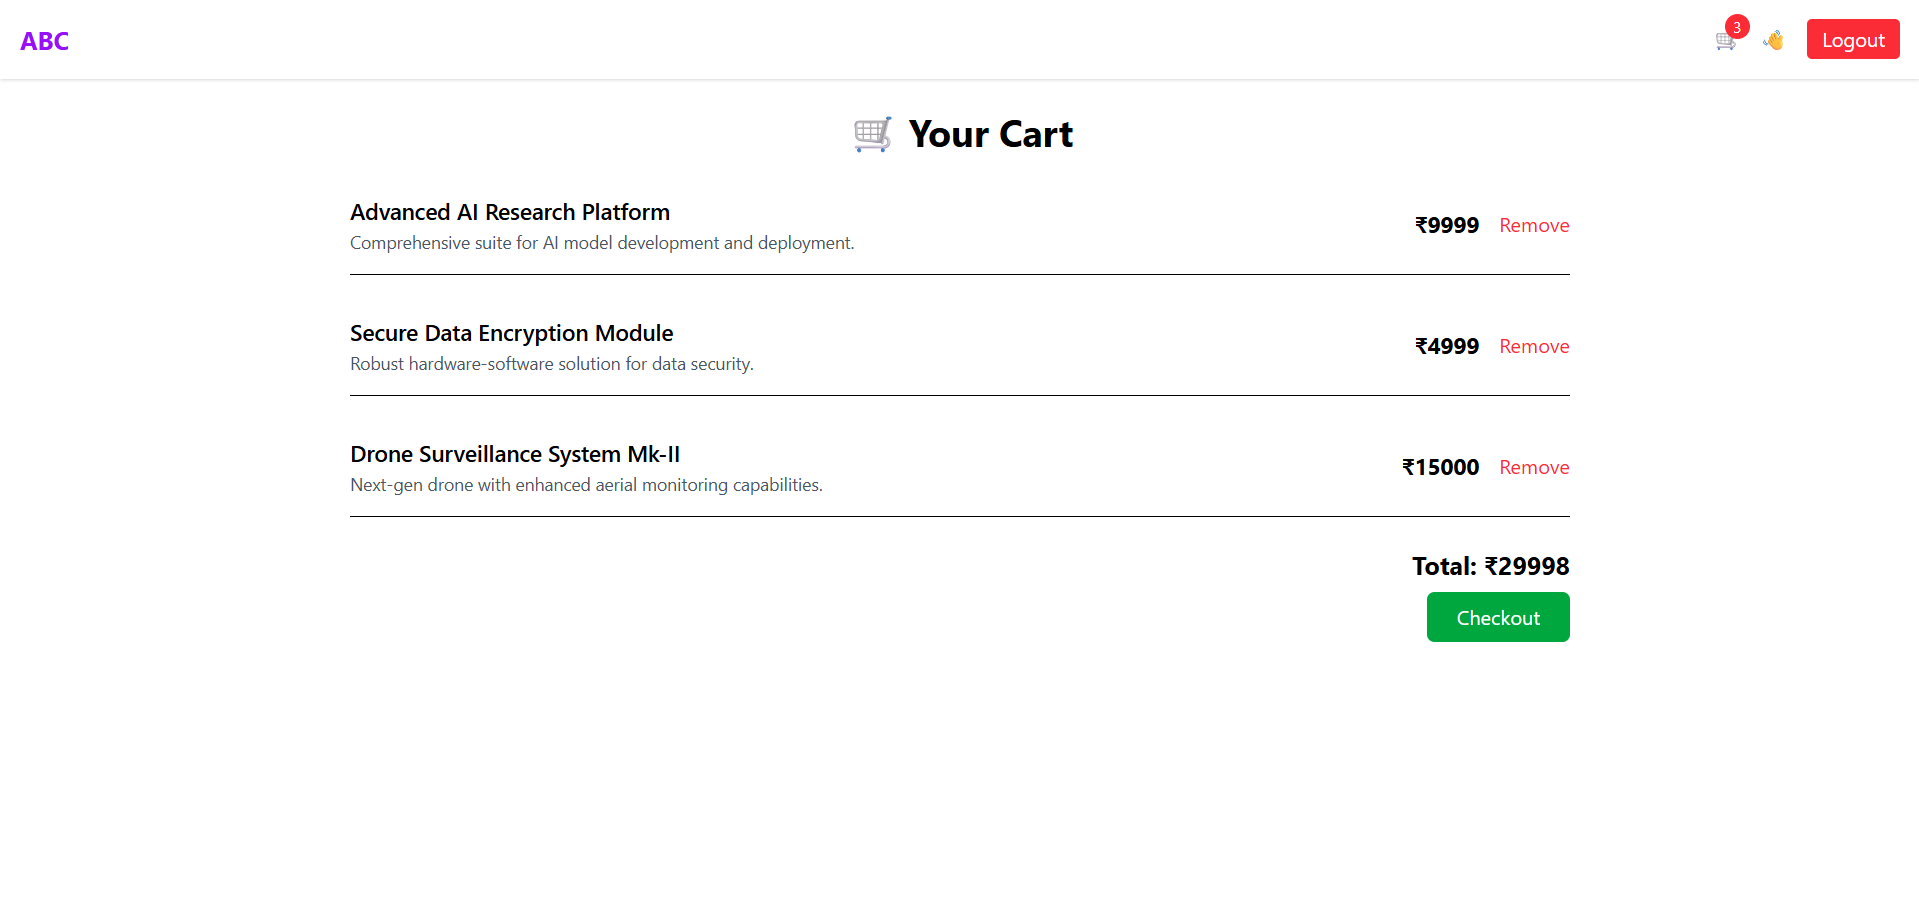 ABC
3
Logout
Your Cart
Advanced AI Research Platform
Comprehensive suite for AI model development and deployment.
₹9999 Remove
Secure Data Encryption Module
Robust hardware-software solution for data security.
₹4999 Remove
Drone Surveillance System Mk-II
Next-gen drone with enhanced aerial monitoring capabilities.
₹15000 Remove
Total: ₹29998
Checkout